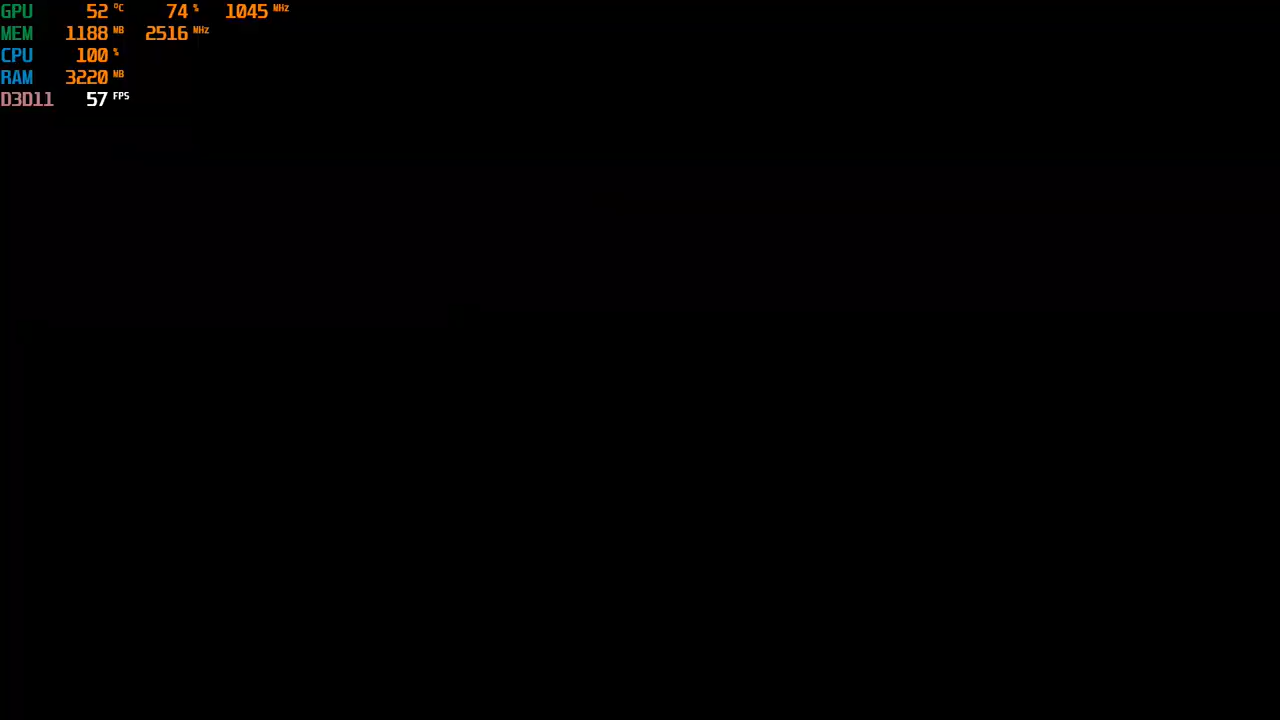 GPU 52 °C 74 % 1045 MHz
MEM 1188 MB 2516 MHz
CPU 100 %
RAM 3220 MB
D3D11 57 FPS